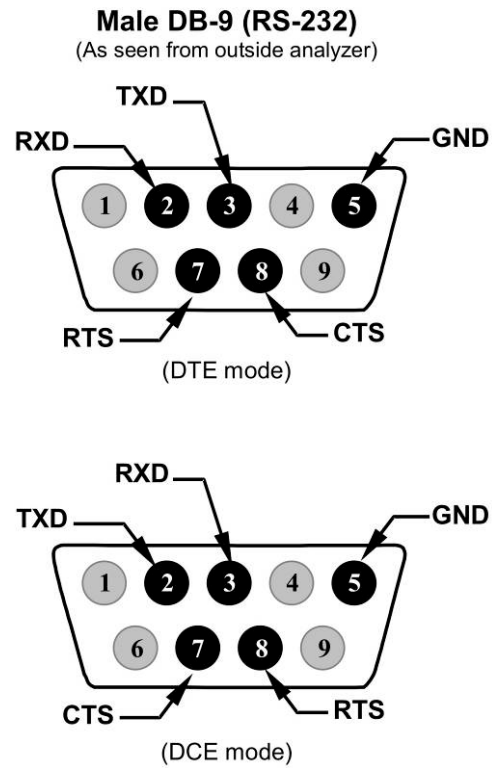 Male DB-9 (RS-232)
(As seen from outside analyzer)
TXD
RXD
GND
1 2 3 4 5
6 7 8 9
RTS
CTS
(DTE mode)
RXD
TXD
GND
1 2 3 4 5
6 7 8 9
CTS
RTS
(DCE mode)